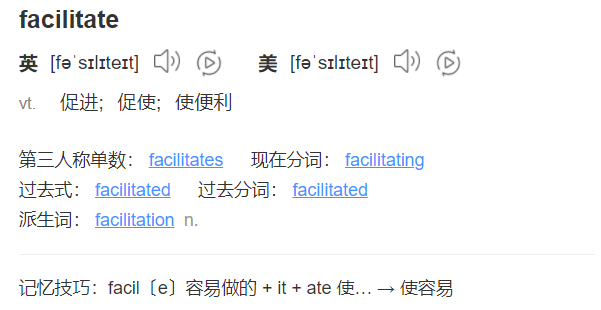 facilitate
英 [fəˈsɪlɪteɪt] 美 [fəˈsɪlɪteɪt]
vt. 促进；促使；使便利
第三人称单数： facilitates 现在分词： facilitating
过去式： facilitated 过去分词： facilitated
派生词： facilitation n.
记忆技巧：facil〔e〕容易做的 + it + ate 使… → 使容易